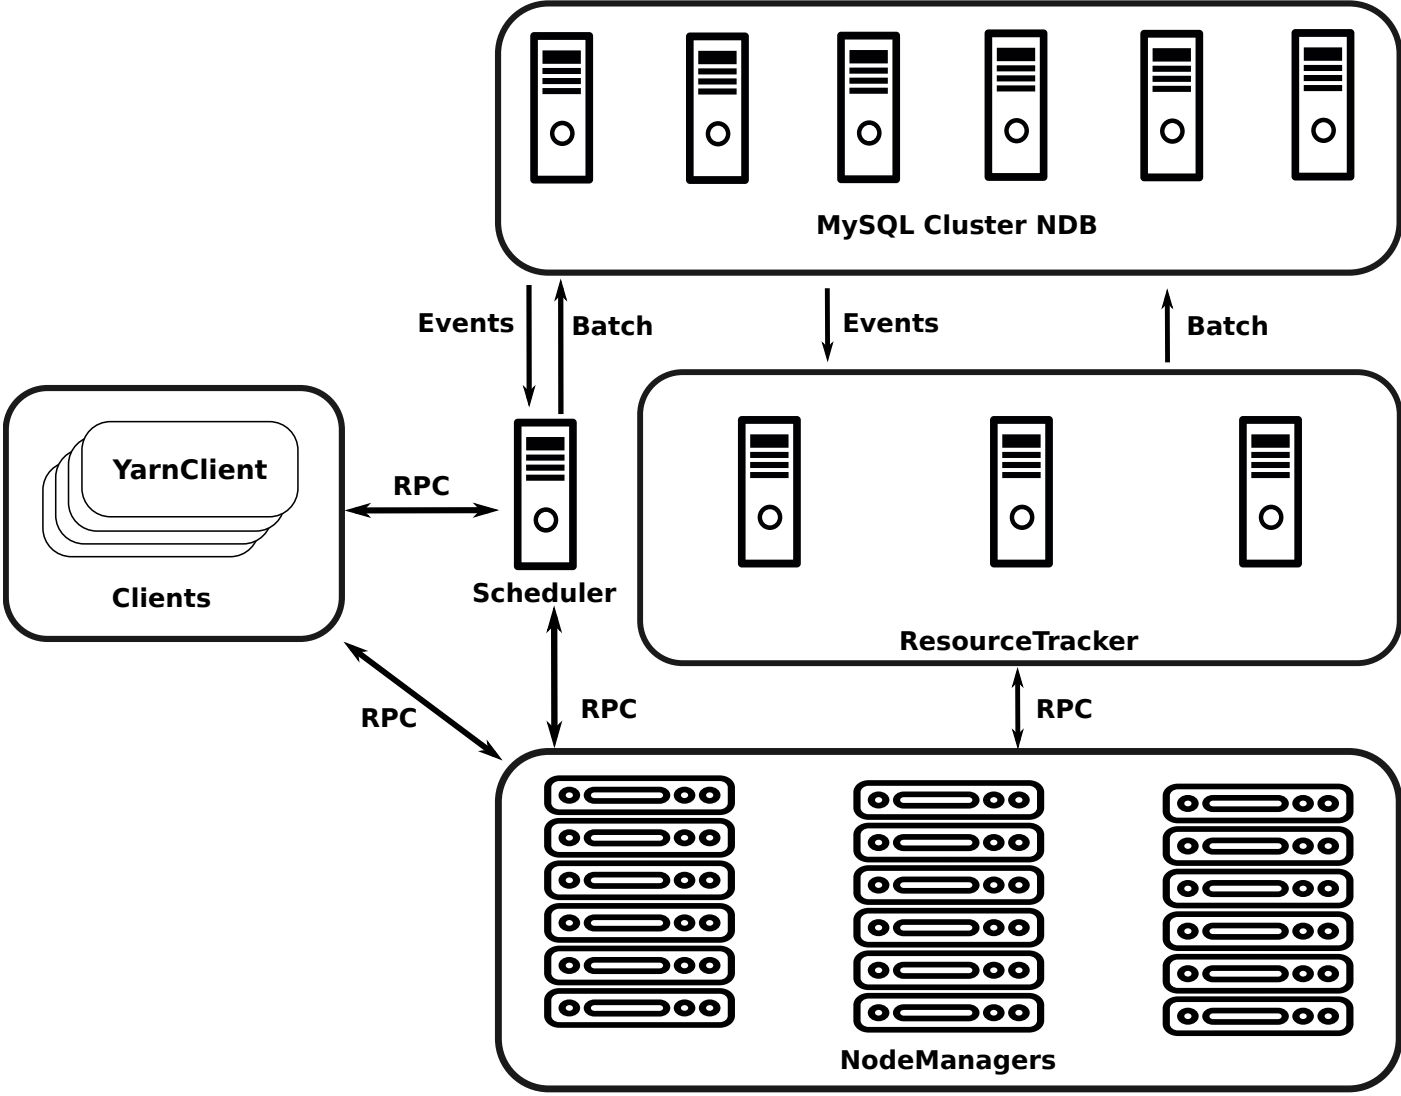 MySQL Cluster NDB
Events
Batch
Events
Batch
YarnClient
Clients
RPC
Scheduler
ResourceTracker
RPC
RPC
RPC
NodeManagers